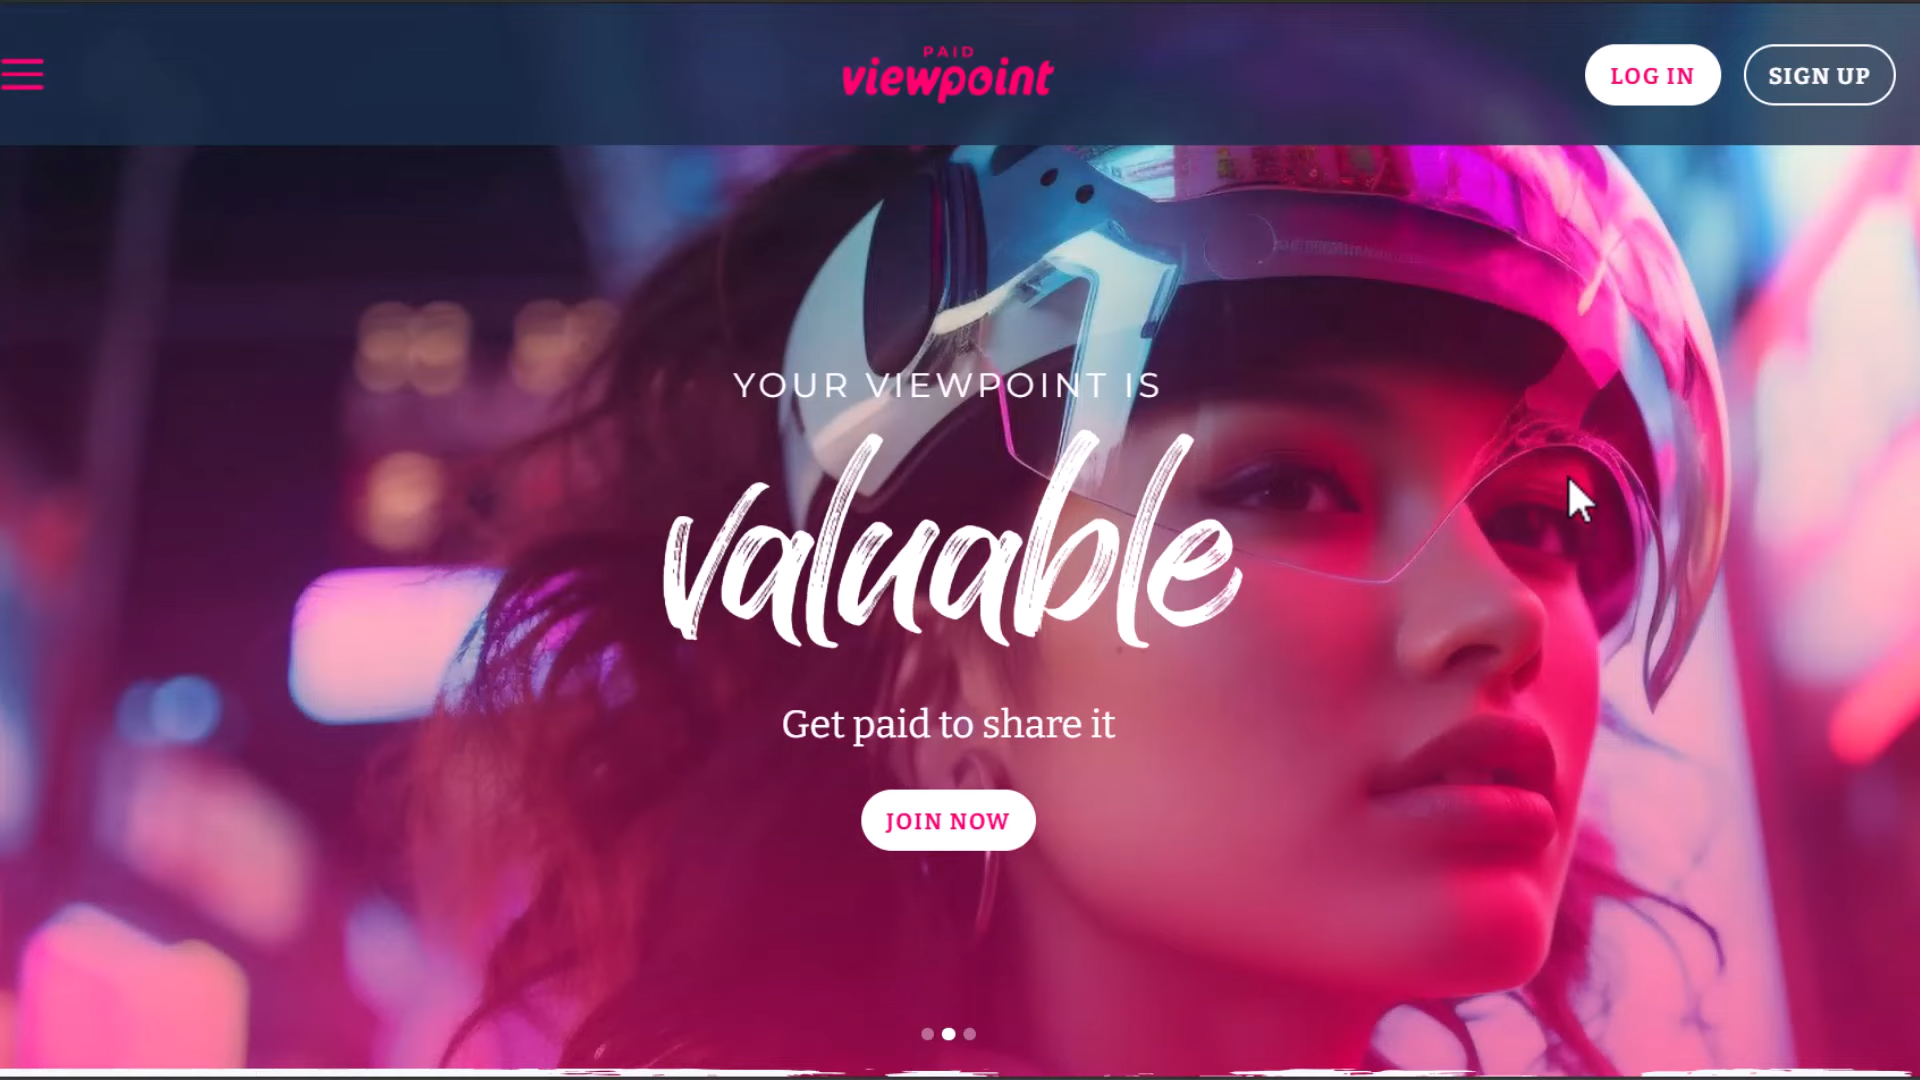 PAID
viewpoint
LOG IN
SIGN UP
YOUR VIEWPOINT IS
valuable
Get paid to share it
JOIN NOW